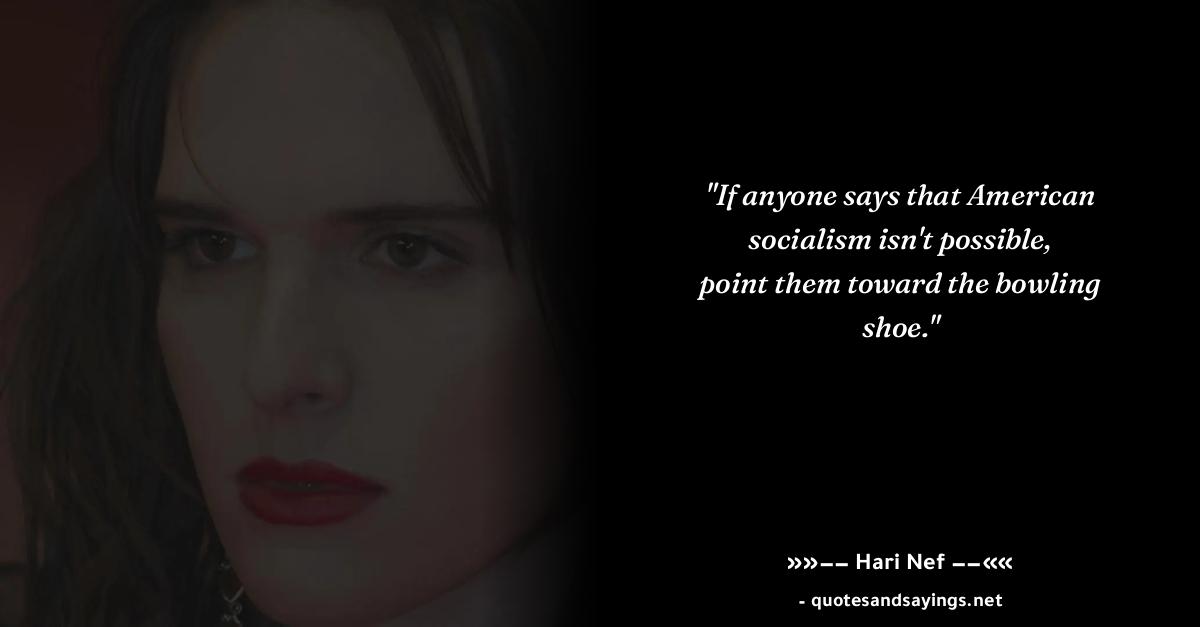 "If anyone says that American
socialism isn't possible,
point them toward the bowling
shoe."
»»–– Hari Nef ––««
- quotesandsayings.net